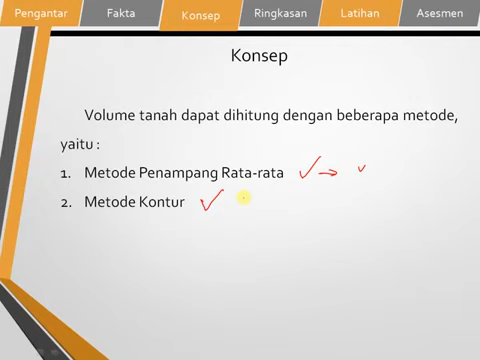 Pengantar Fakta Konsep Ringkasan Latihan Asesmen
Konsep
Volume tanah dapat dihitung dengan beberapa metode,
yaitu :
1. Metode Penampang Rata-rata
2. Metode Kontur